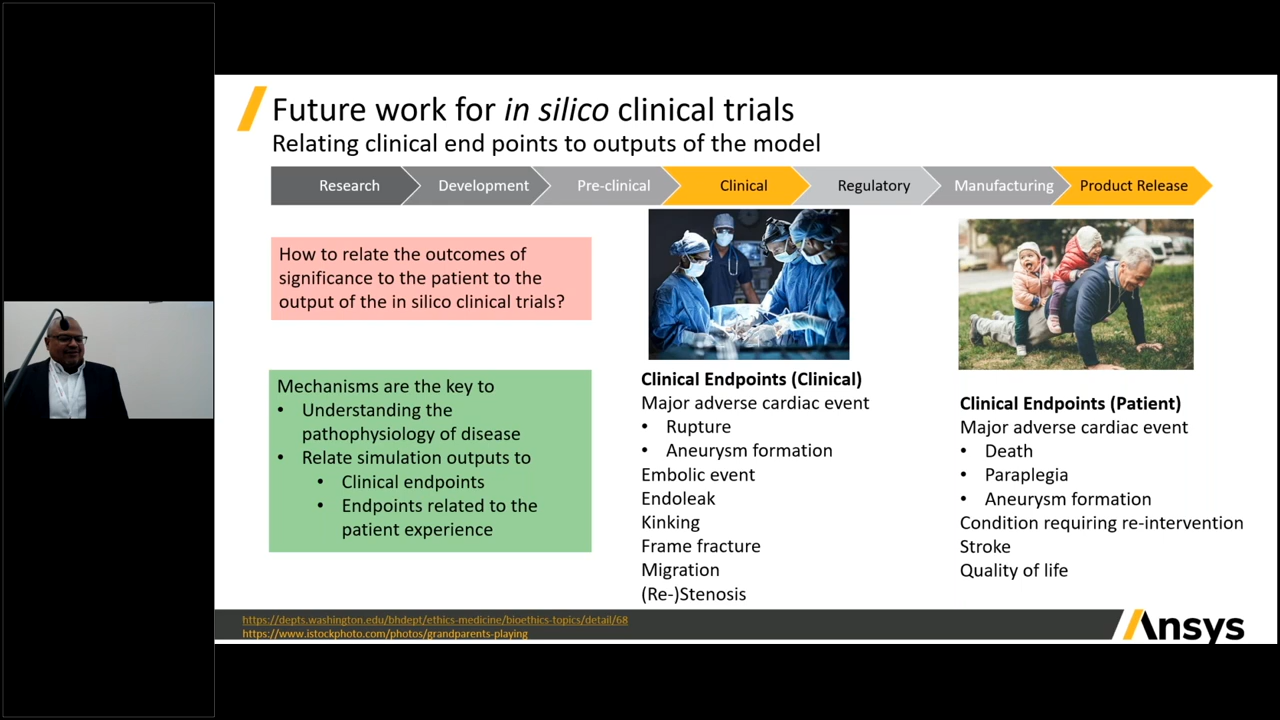 Future work for in silico clinical trials
Relating clinical end points to outputs of the model
Research
Development
Pre-clinical
Clinical
Regulatory
Manufacturing
Product Release
How to relate the outcomes of
significance to the patient to the
output of the in silico clinical trials?
Mechanisms are the key to
• Understanding the
pathophysiology of disease
• Relate simulation outputs to
• Clinical endpoints
• Endpoints related to the
patient experience
Clinical Endpoints (Clinical)
Major adverse cardiac event
• Rupture
• Aneurysm formation
Embolic event
Endoleak
Kinking
Frame fracture
Migration
(Re-)Stenosis
Clinical Endpoints (Patient)
Major adverse cardiac event
• Death
• Paraplegia
• Aneurysm formation
Condition requiring re-intervention
Stroke
Quality of life
https://depts.washington.edu/bhdept/ethics-medicine/bioethics-topics/detail/68
https://www.istockphoto.com/photos/grandparents-playing
Ansys